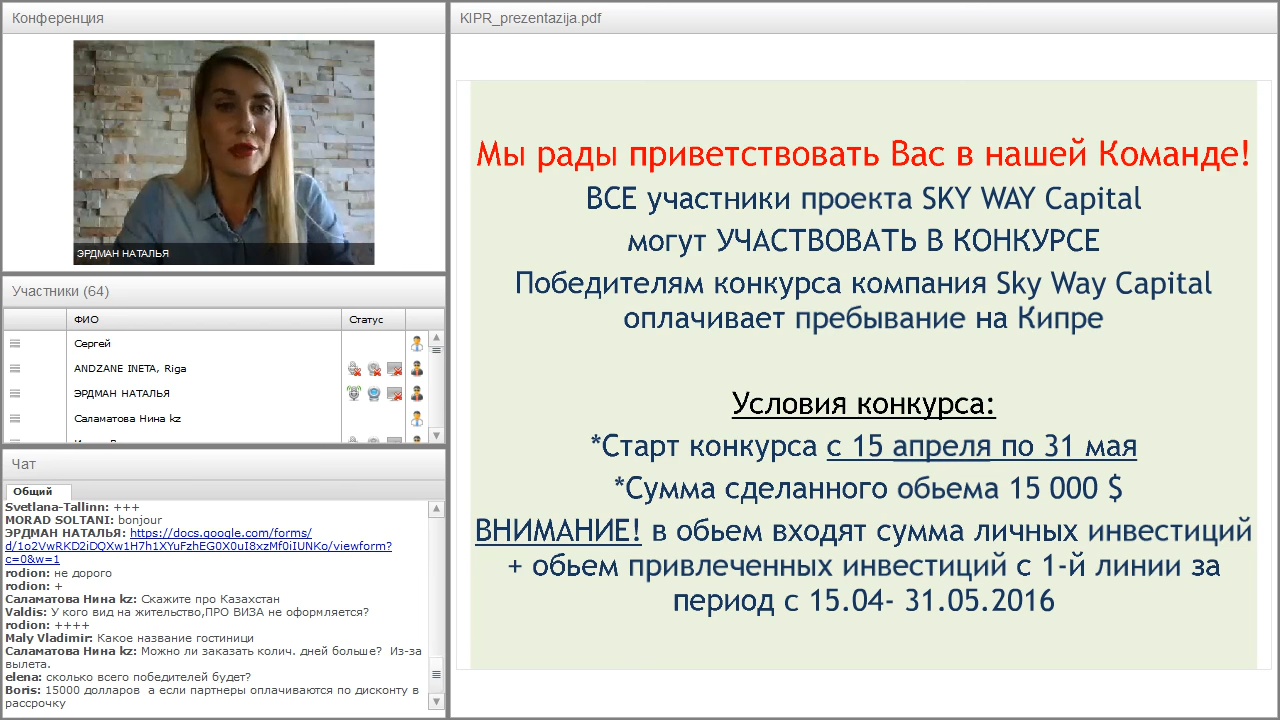 Конференция
ЭРДМАН НАТАЛЬЯ
Участники (64)
ФИО
Статус
Сергей
ANDZANE INETA, Riga
ЭРДМАН НАТАЛЬЯ
Саламатова Нина kz
Чат
Общий
Svetlana-Tallinn: +++
MORAD SOLTANI: bonjour
ЭРДМАН НАТАЛЬЯ: https://docs.google.com/forms/
d/1o2VwRKD2iDQXw1H7h1XYuFzhEG0X0uI8xzMf0iIUNKo/viewform?
c=0&w=1
rodion: не дорого
rodion: +
Саламатова Нина kz: Скажите про Казахстан
Valdis: У кого вид на жительство,ПРО ВИЗА не оформляется?
rodion: ++++
Maly Vladimir: Какое название гостиници
Саламатова Нина kz: Можно ли заказать колич. дней больше? Из-за
вылета.
elena: сколько всего победителей будет?
Boris: 15000 долларов а если партнеры оплачиваются по дисконту в
рассрочку
KIPR_prezentazija.pdf
Мы рады приветствовать Вас в нашей Команде!
ВСЕ участники проекта SKY WAY Capital
могут УЧАСТВОВАТЬ В КОНКУРСЕ
Победителям конкурса компания Sky Way Capital
оплачивает пребывание на Кипре
Условия конкурса:
*Старт конкурса с 15 апреля по 31 мая
*Сумма сделанного обьема 15 000 $
ВНИМАНИЕ! в обьем входят сумма личных инвестиций
+ обьем привлеченных инвестиций с 1-й линии за
период с 15.04- 31.05.2016